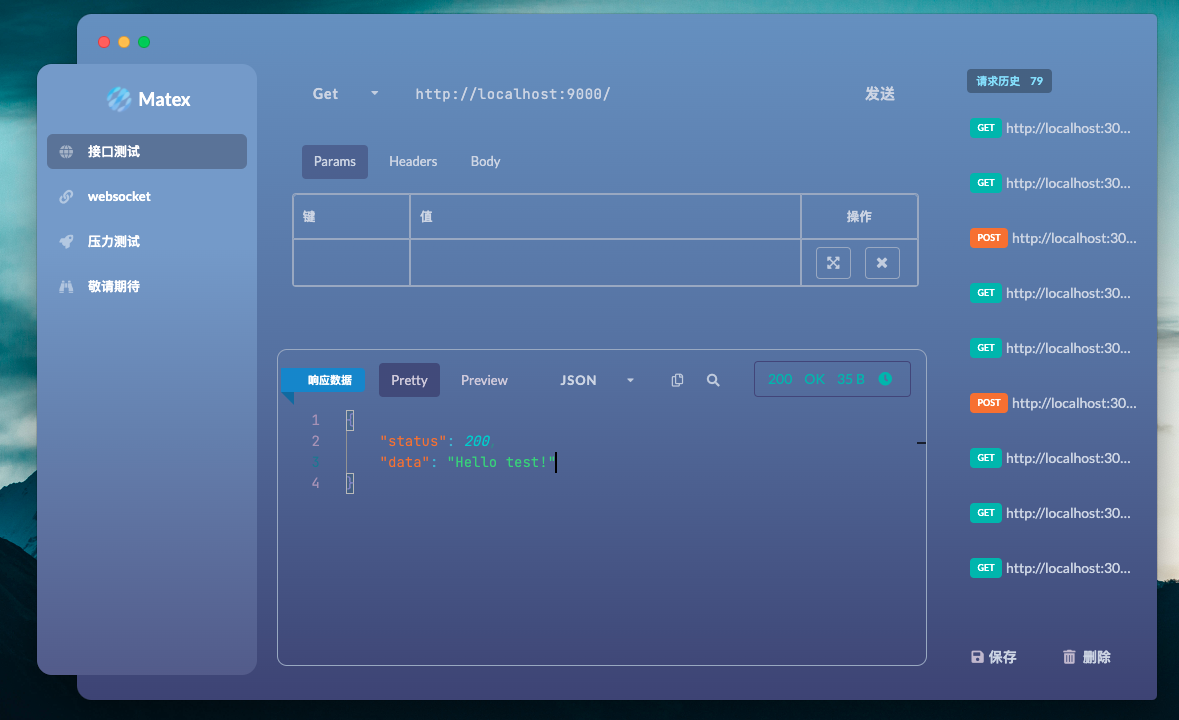 Matex
接口测试
websocket
压力测试
敬请期待
Get
http://localhost:9000/
发送
Params
Headers
Body
键
值
操作
响应数据
Pretty
Preview
JSON
200 OK 35 B
1 {
2 "status": 200,
3 "data": "Hello test!"
4 }
请求历史 79
GET http://localhost:30...
GET http://localhost:30...
POST http://localhost:30...
GET http://localhost:30...
GET http://localhost:30...
POST http://localhost:30...
GET http://localhost:30...
GET http://localhost:30...
GET http://localhost:30...
保存
删除